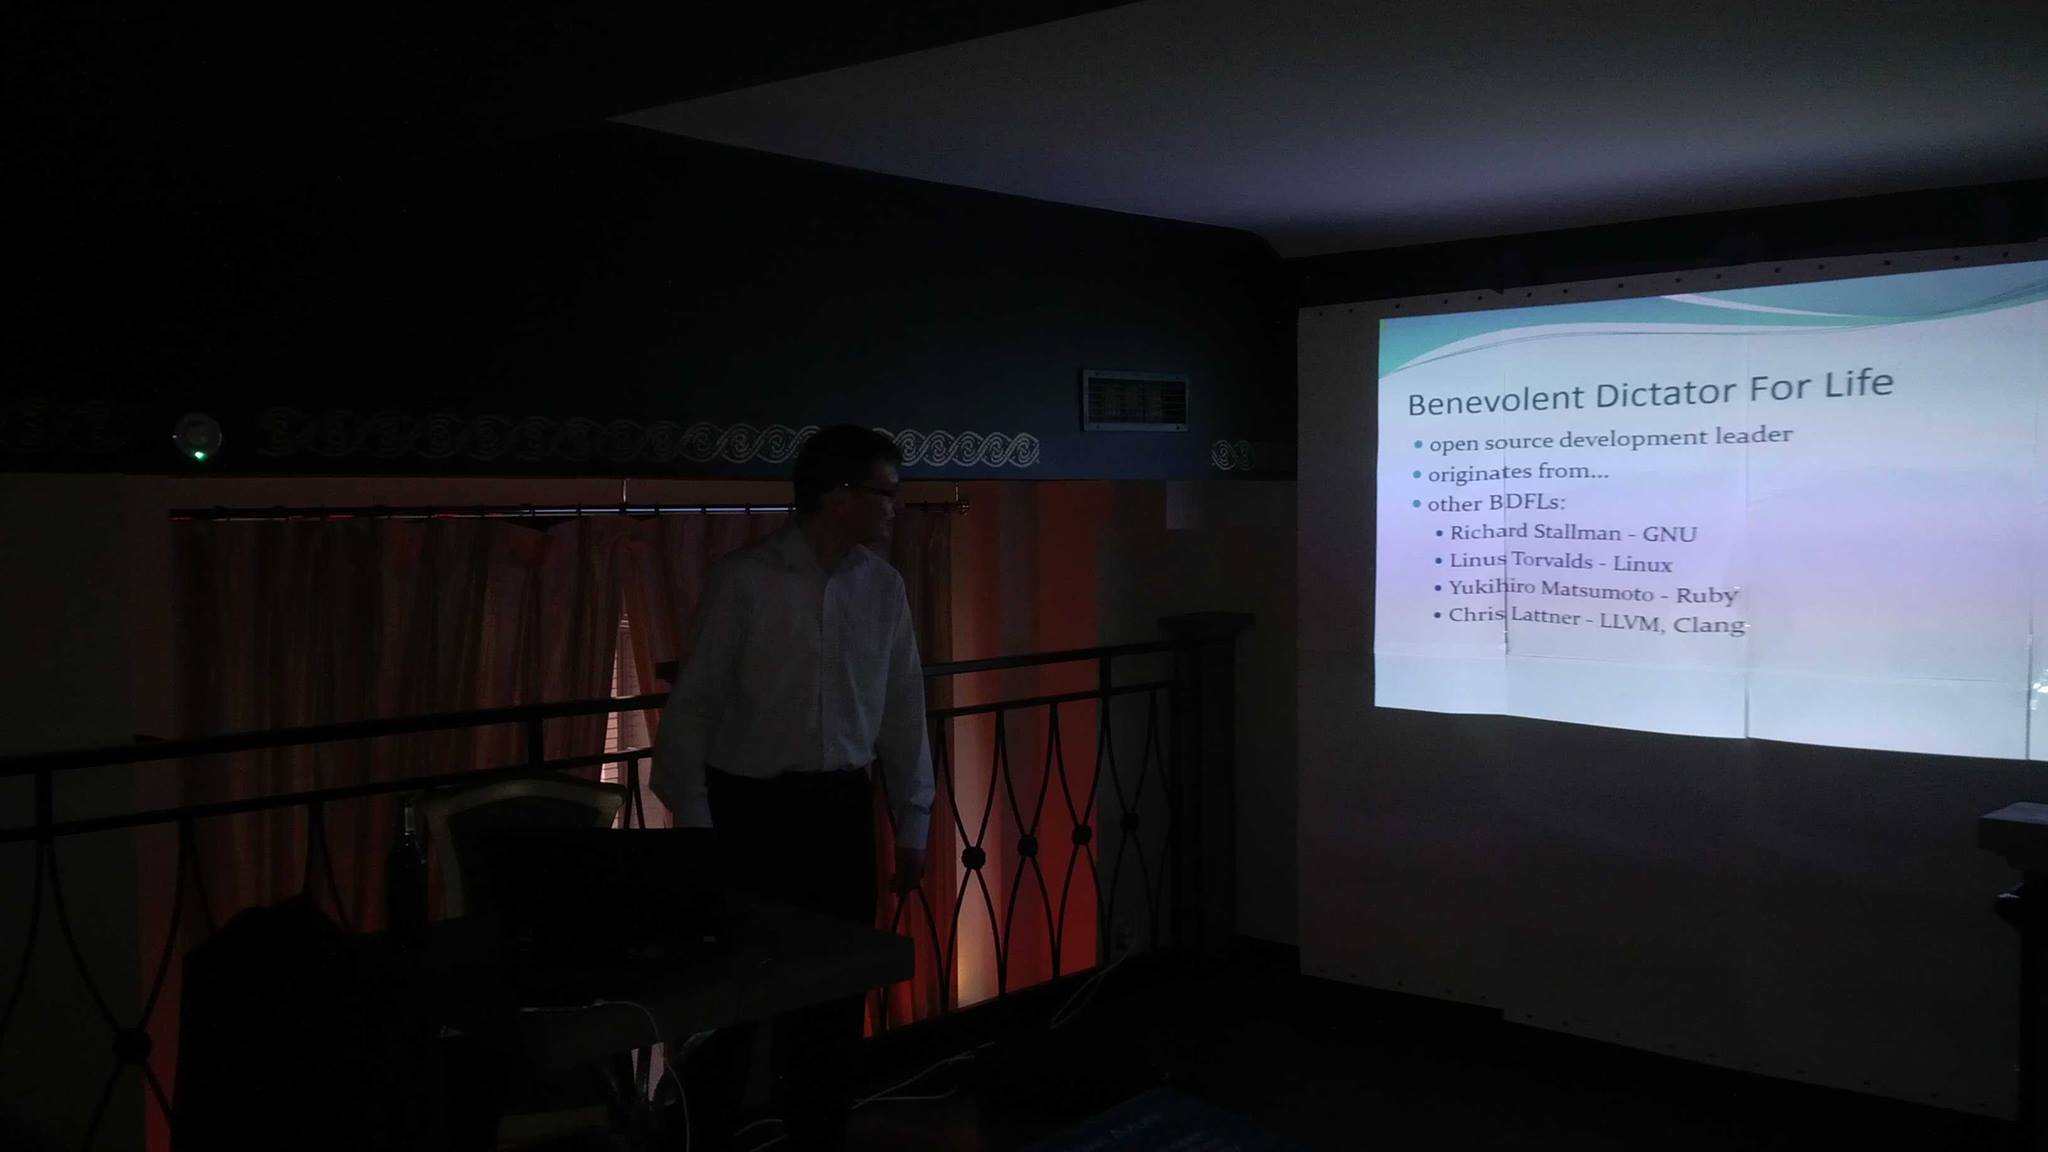 Benevolent Dictator For Life
• open source development leader
• originates from...
• other BDFLs:
• Richard Stallman - GNU
• Linus Torvalds - Linux
• Yukihiro Matsumoto - Ruby
• Chris Lattner - LLVM, Clang